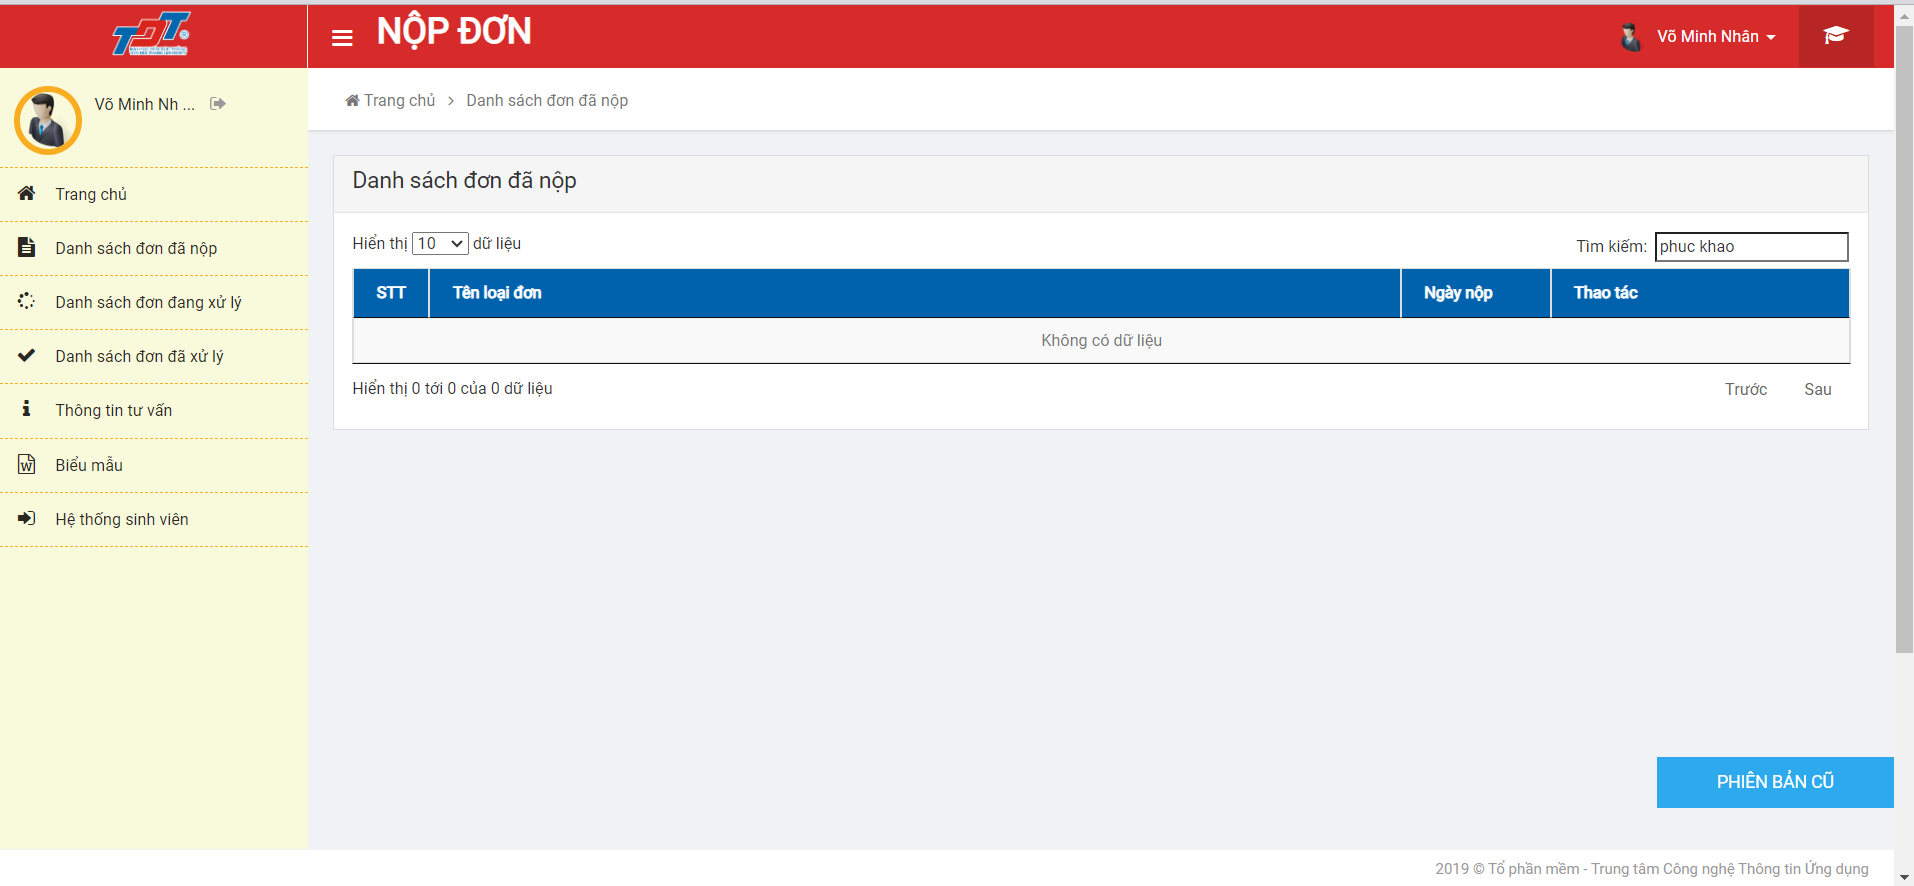 TDT
NỘP ĐƠN
Võ Minh Nhân
Võ Minh Nh ...
Trang chủ
Danh sách đơn đã nộp
Danh sách đơn đang xử lý
Danh sách đơn đã xử lý
Thông tin tư vấn
Biểu mẫu
Hệ thống sinh viên
Trang chủ > Danh sách đơn đã nộp
Danh sách đơn đã nộp
Hiển thị 10 dữ liệu
Tìm kiếm: phuc khao
STT Tên loại đơn Ngày nộp Thao tác
Không có dữ liệu
Hiển thị 0 tới 0 của 0 dữ liệu
Trước Sau
PHIÊN BẢN CŨ
2019 © Tổ phần mềm - Trung tâm Công nghệ Thông tin Ứng dụng